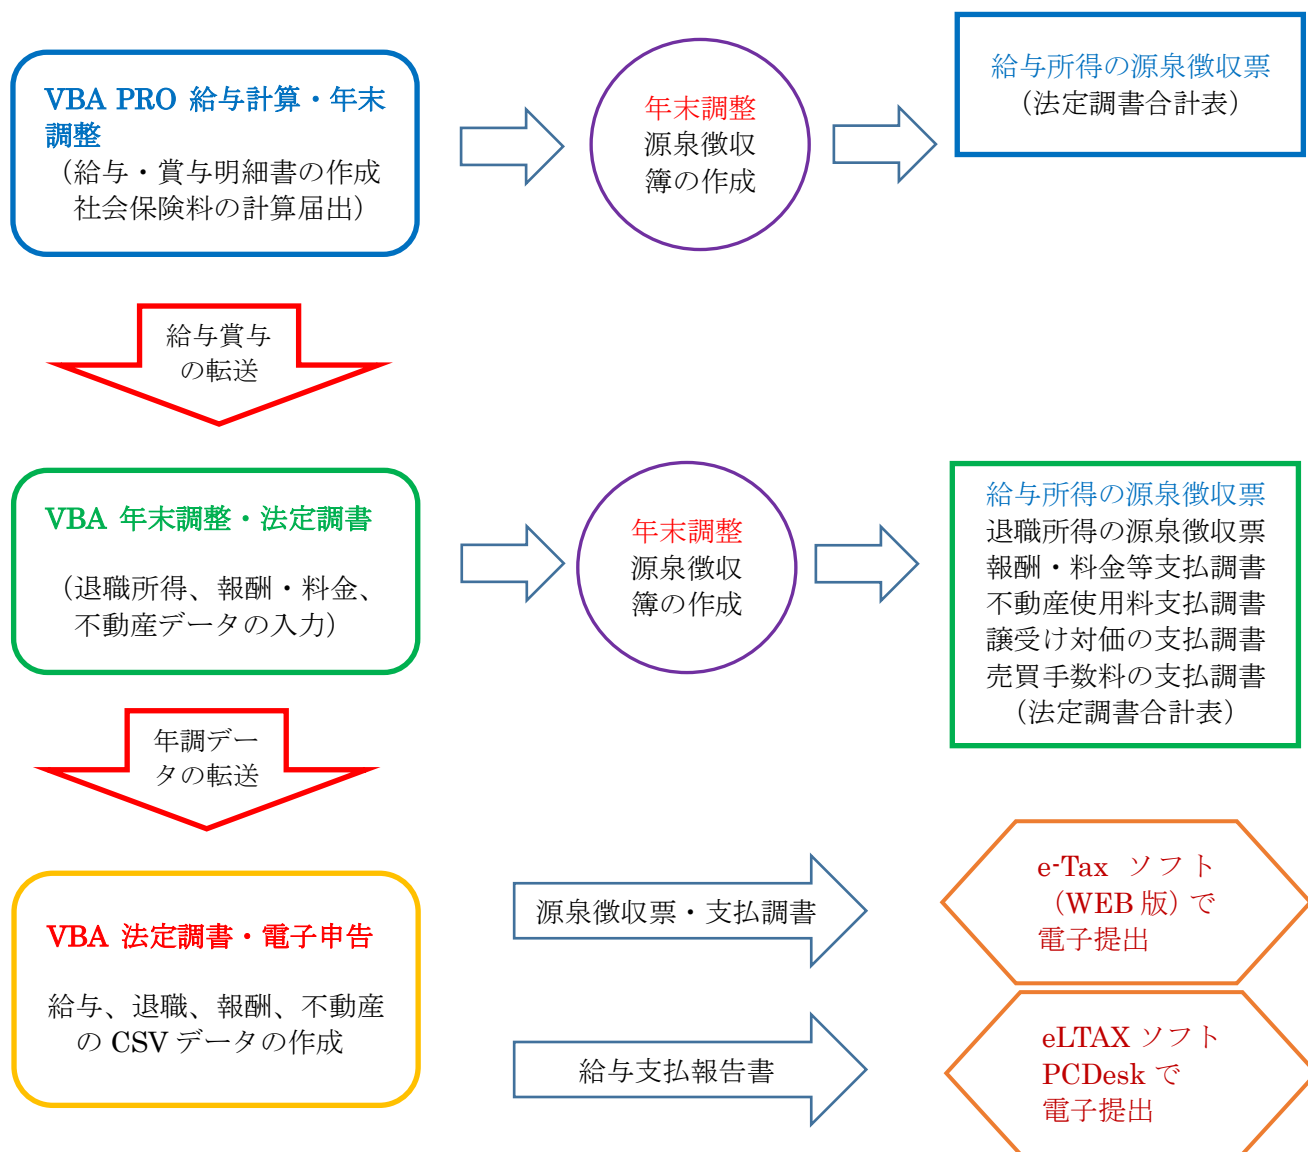 VBA PRO 給与計算・年末
調整
（給与・賞与明細書の作成
社会保険料の計算届出）
年末調整
源泉徴収
簿の作成
給与所得の源泉徴収票
（法定調書合計表）
給与賞与
の転送
VBA 年末調整・法定調書
（退職所得、報酬・料金、
不動産データの入力）
年末調整
源泉徴収
簿の作成
給与所得の源泉徴収票
退職所得の源泉徴収票
報酬・料金等支払調書
不動産使用料支払調書
譲受け対価の支払調書
売買手数料の支払調書
（法定調書合計表）
年調デー
タの転送
VBA 法定調書・電子申告
給与、退職、報酬、不動産
の CSV データの作成
源泉徴収票・支払調書
e-Tax ソフト
（WEB 版）で
電子提出
給与支払報告書
eLTAX ソフト
PCDesk で
電子提出